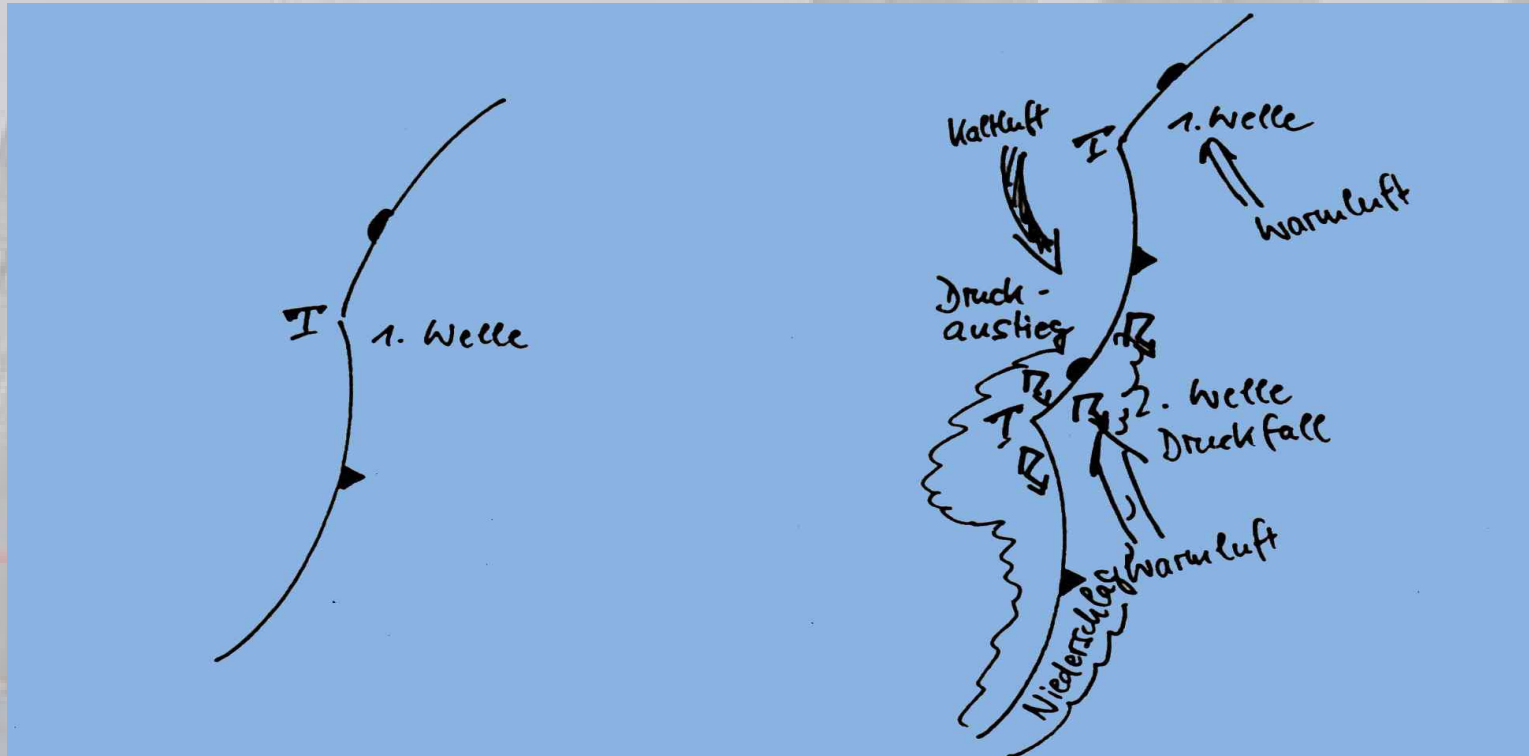 T
1. Welle
Kaltluft
T
1. Welle
Warmluft
Druck-
anstieg
T
2. Welle
Druckfall
Warmluft
Niederschlag